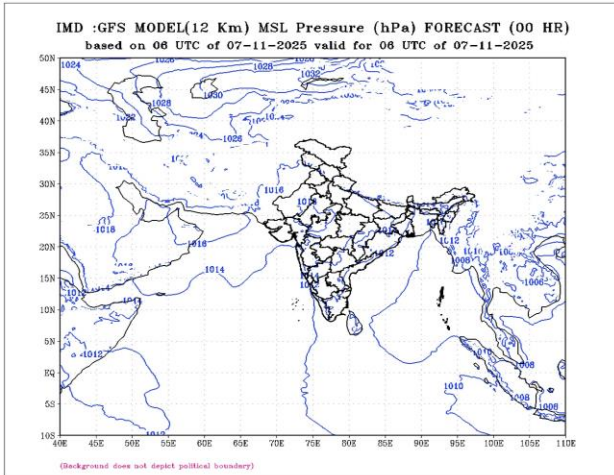 IMD :GFS MODEL(12 Km) MSL Pressure (hPa) FORECAST (00 HR)
based on 06 UTC of 07-11-2025 valid for 06 UTC of 07-11-2025
50N
1024
1028
1032
45N
1028
1030
40N
1026
35N
30N
1016
25N
1018
1016
20N
1012
1012
1008
15N
1014
1006
10N
5N
1012
1008
EQ
1010
1008
5S
1006
10S
40E 45E 50E 55E 60E 65E 70E 75E 80E 85E 90E 95E 100E 105E 110E
(Background does not depict political boundary)